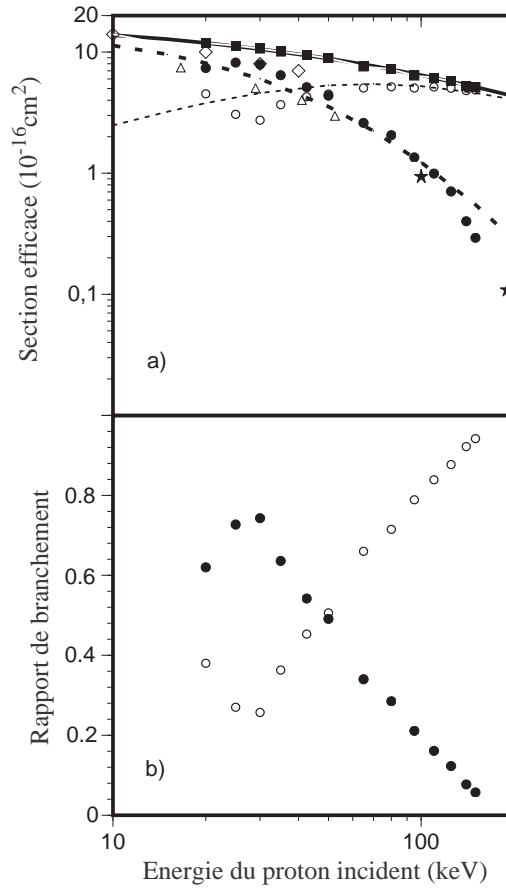 20
10
1
0,1
Section efficace (10-16cm2)
a)
0.8
0.6
0.4
0.2
0
Rapport de branchement
b)
10
100
Energie du proton incident (keV)